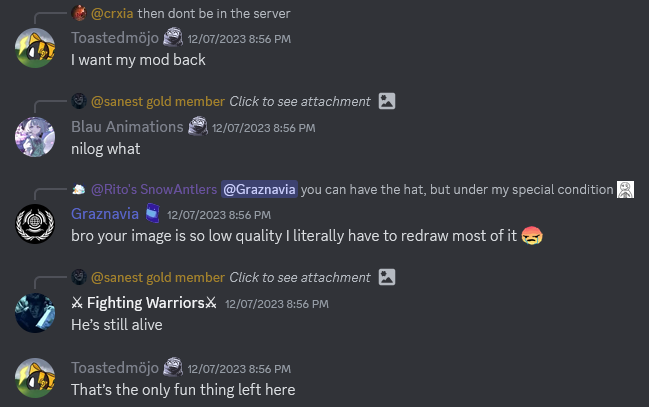 @crxia then dont be in the server
Toastedmöjo 12/07/2023 8:56 PM
I want my mod back
@sanest gold member Click to see attachment
Blau Animations 12/07/2023 8:56 PM
nilog what
@Rito's SnowAntlers @Graznavia you can have the hat, but under my special condition
Graznavia 12/07/2023 8:56 PM
bro your image is so low quality I literally have to redraw most of it 😡
@sanest gold member Click to see attachment
⚔ Fighting Warriors⚔ 12/07/2023 8:56 PM
He's still alive
Toastedmöjo 12/07/2023 8:56 PM
That's the only fun thing left here